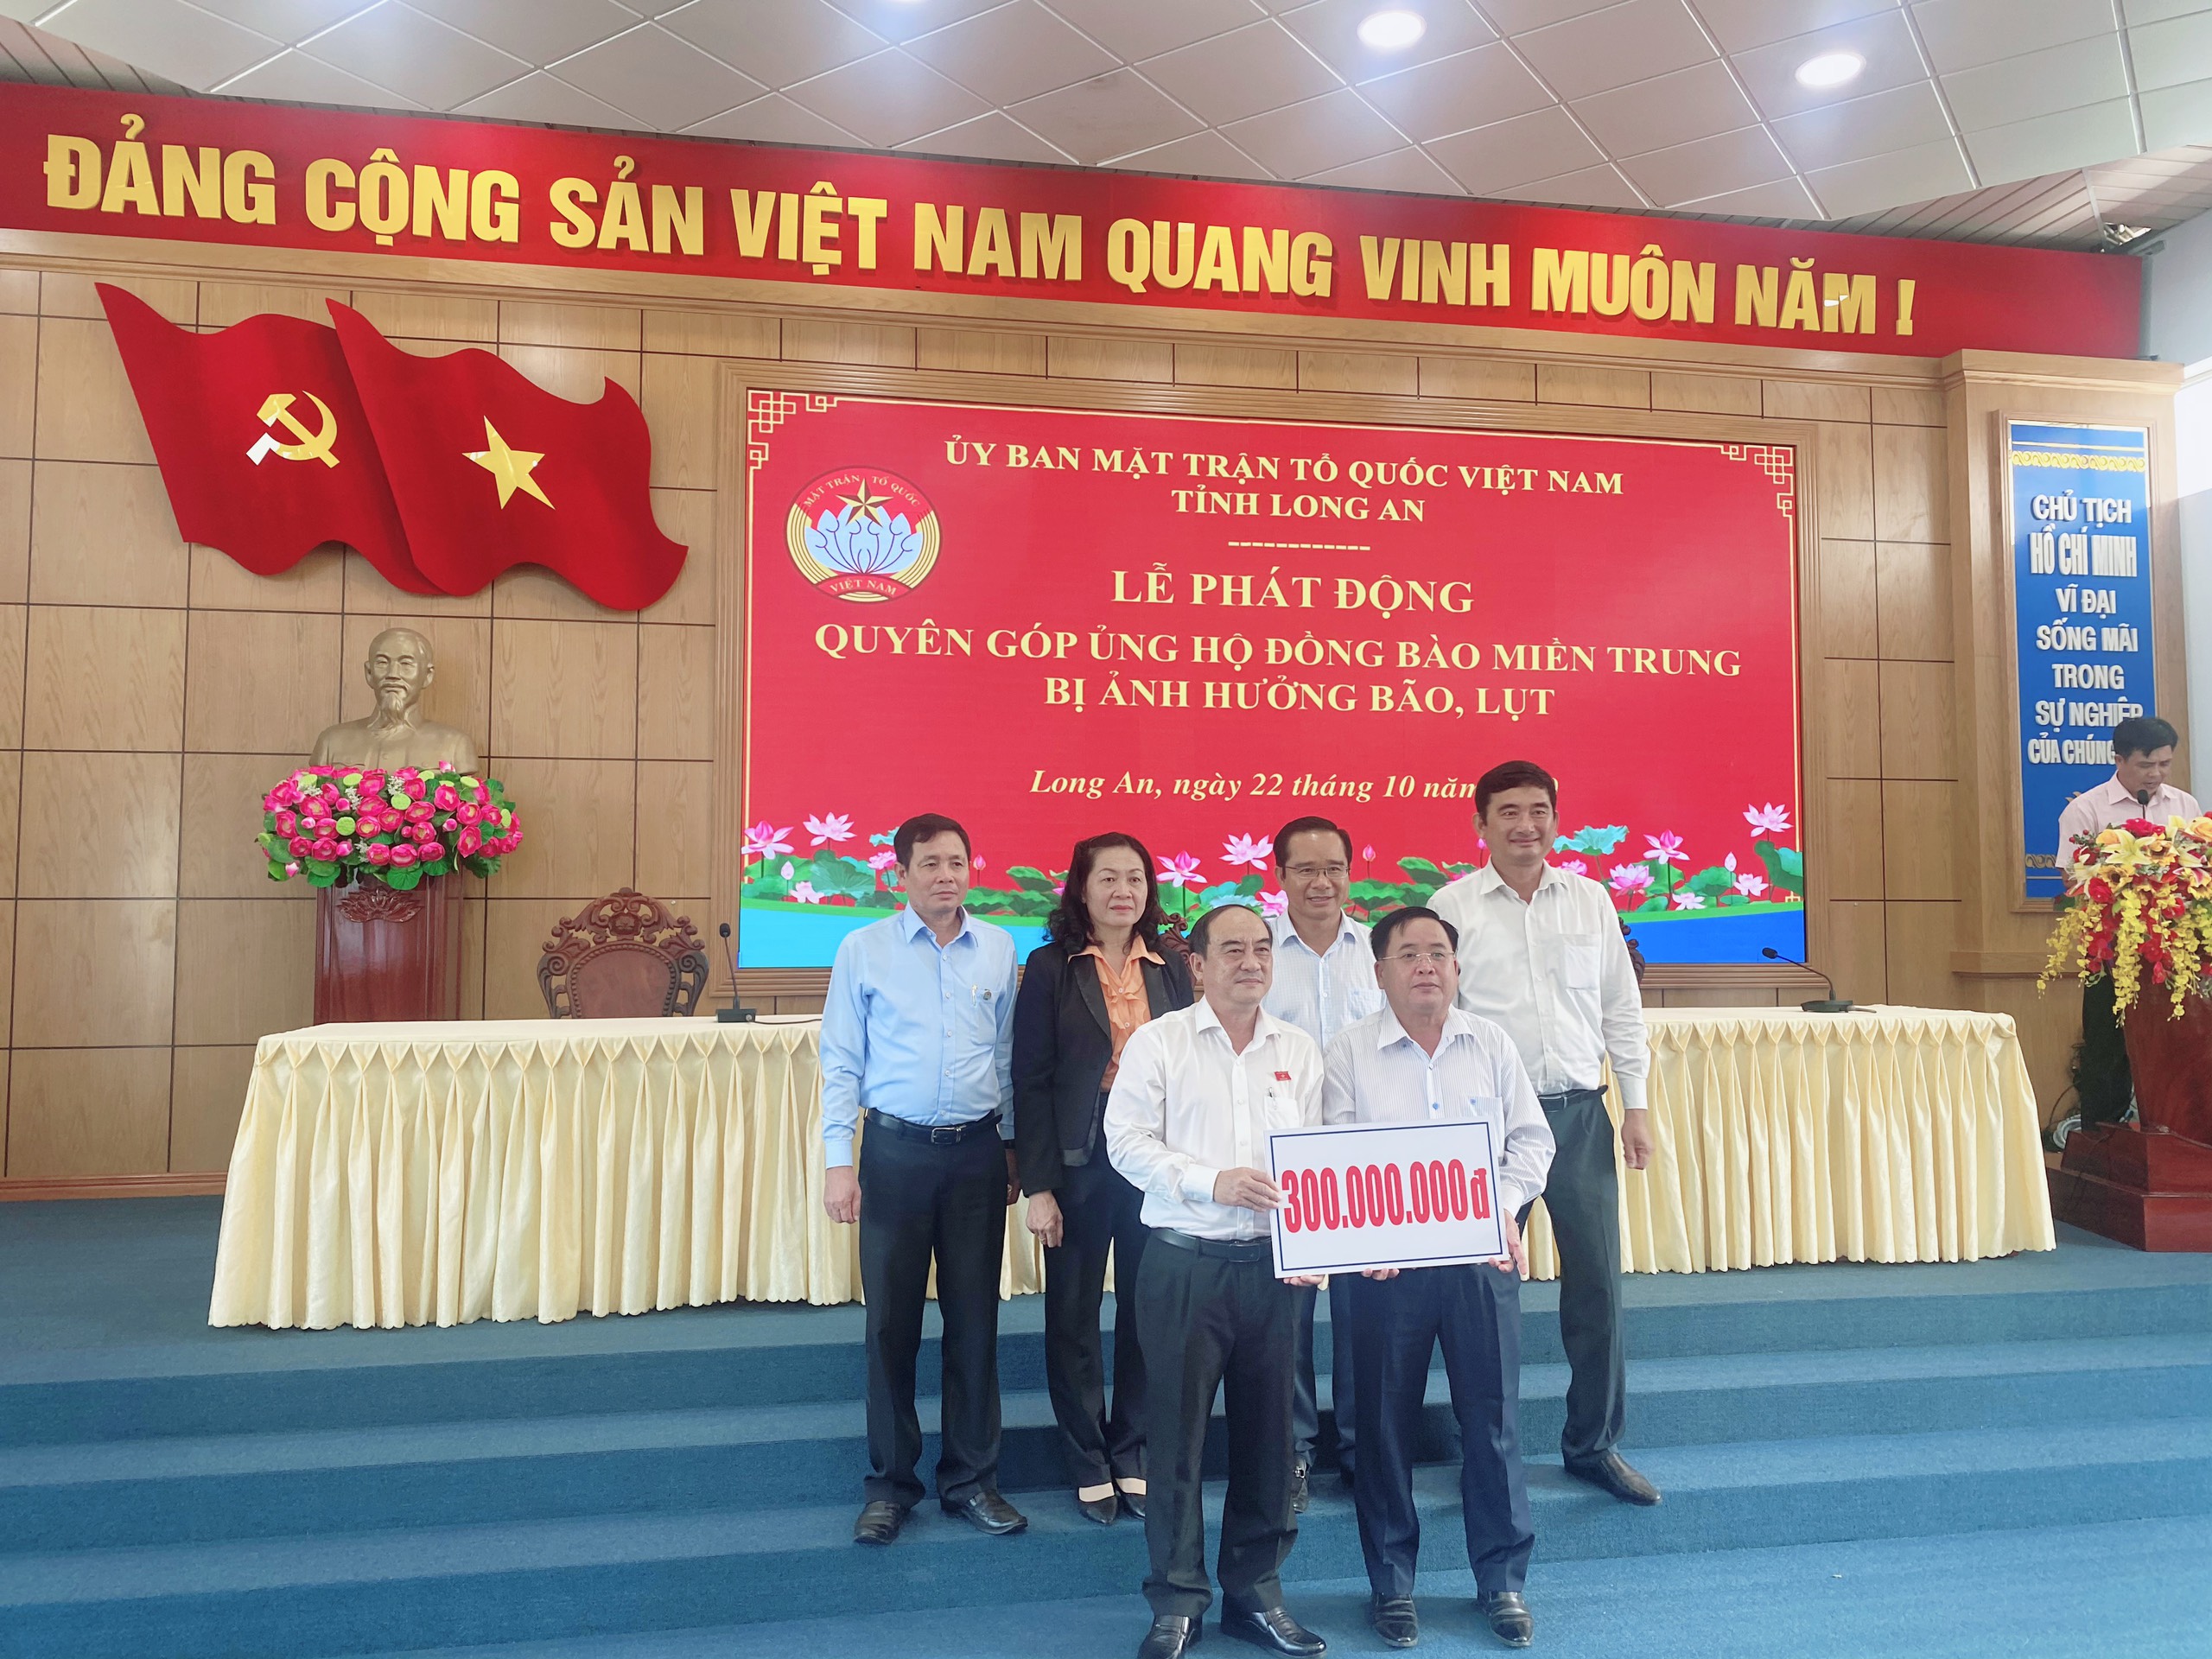 ĐẢNG CỘNG SẢN VIỆT NAM QUANG VINH MUÔN NĂM !
ỦY BAN MẶT TRẬN TỔ QUỐC VIỆT NAM
TỈNH LONG AN
------------
MẶT TRẬN TỔ QUỐC
VIỆT NAM
LỄ PHÁT ĐỘNG
QUYÊN GÓP ỦNG HỘ ĐỒNG BÀO MIỀN TRUNG
BỊ ẢNH HƯỞNG BÃO, LỤT
Long An, ngày 22 tháng 10 năm
CHỦ TỊCH
HỒ CHÍ MINH
VĨ ĐẠI
SỐNG MÃI
TRONG
SỰ NGHIỆP
CỦA CHÚNG
300.000.000đ